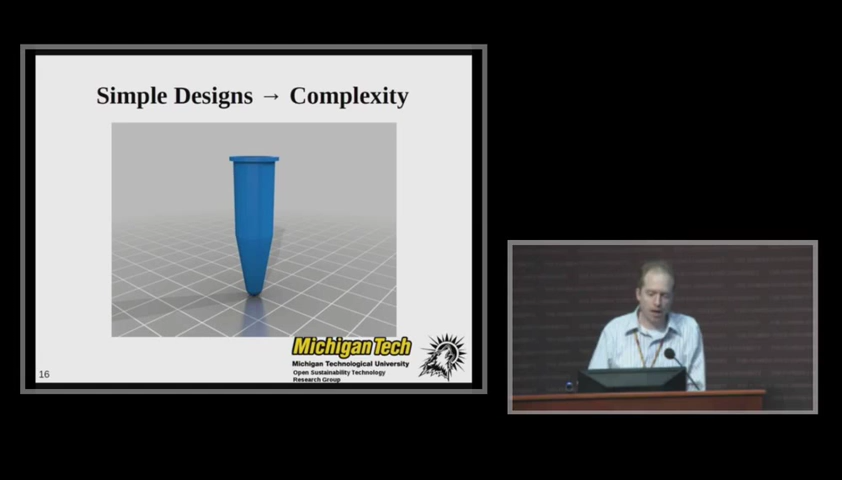 Simple Designs → Complexity
Michigan Tech
Michigan Technological University
Open Sustainability Technology
Research Group
16